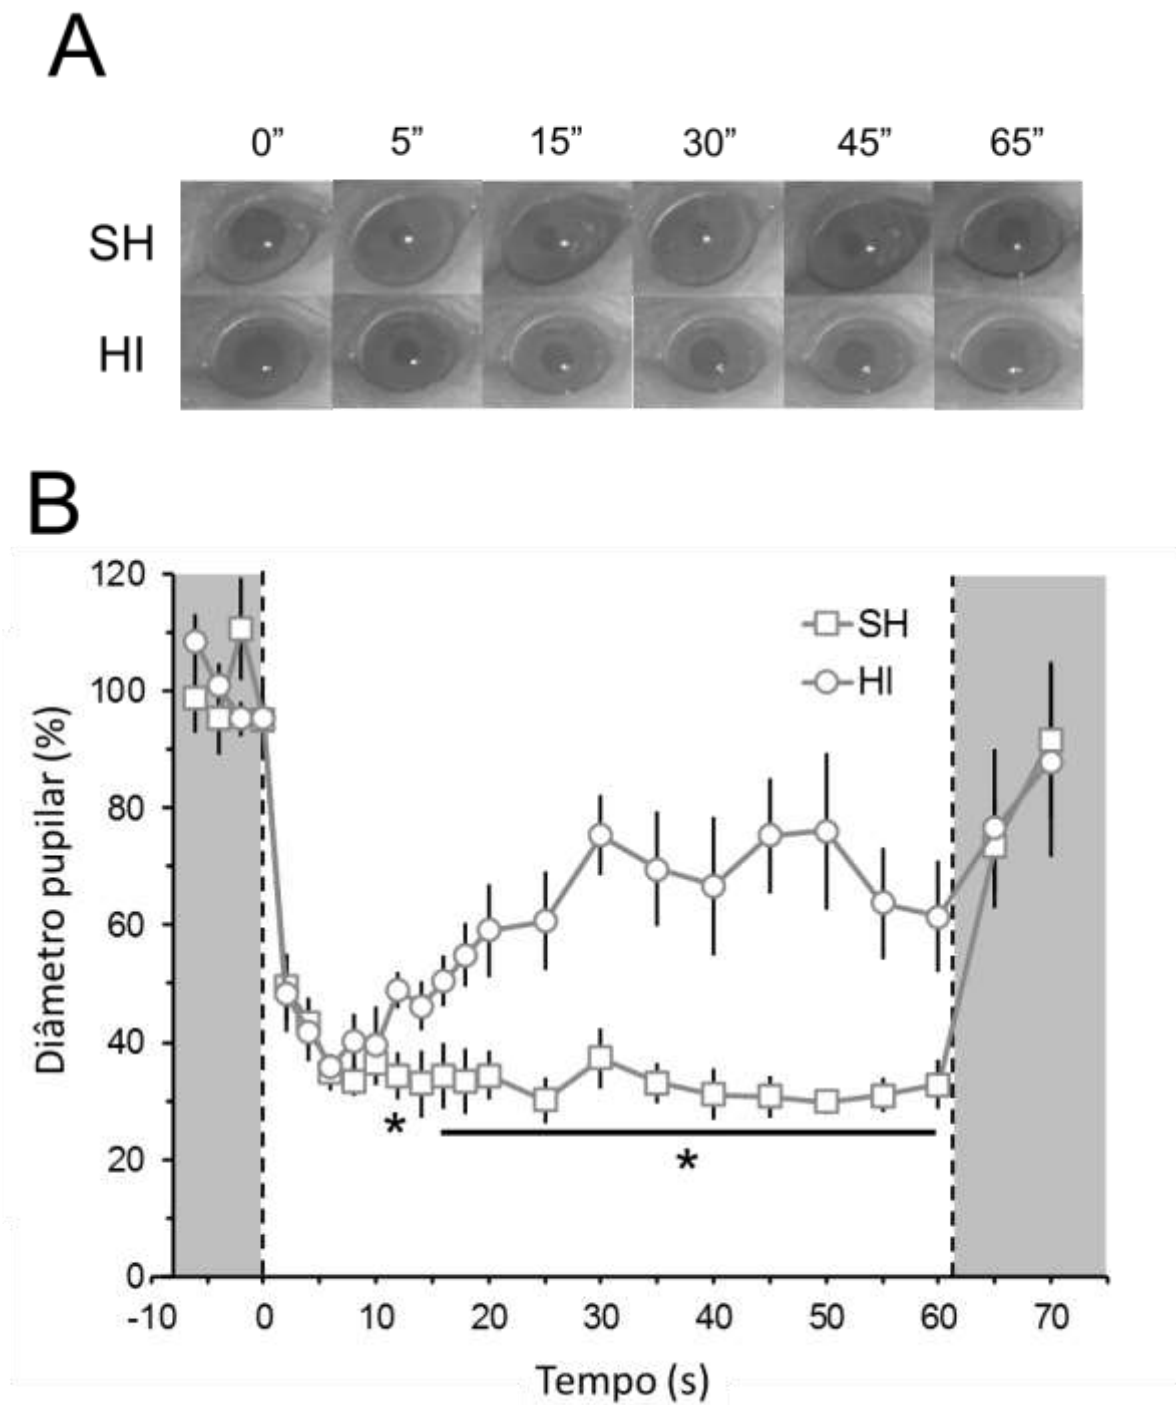 A
0” 5” 15” 30” 45” 65”
SH
HI
B
Diâmetro pupilar (%)
120
100
80
60
40
20
0
SH
HI
*
*
-10 0 10 20 30 40 50 60 70
Tempo (s)